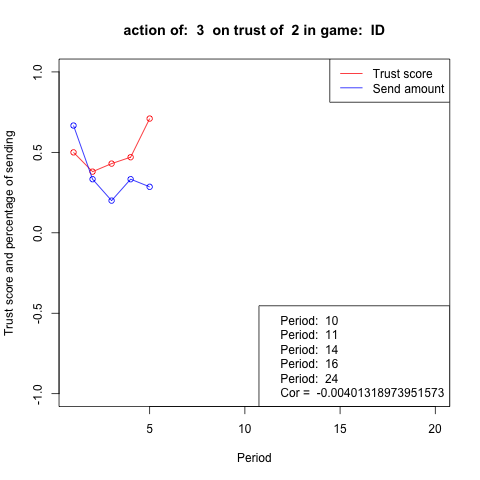 action of:  3  on trust of  2 in game:  ID
Trust score
Send amount
Trust score and percentage of sending
1.0
0.5
0.0
-0.5
-1.0
Period:  10
Period:  11
Period:  14
Period:  16
Period:  24
Cor =  -0.00401318973951573
5
10
15
20
Period